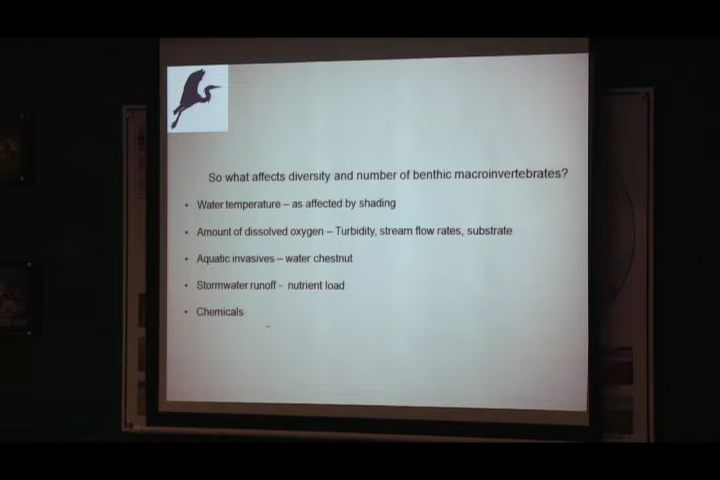 So what affects diversity and number of benthic macroinvertebrates?
• Water temperature – as affected by shading
• Amount of dissolved oxygen – Turbidity, stream flow rates, substrate
• Aquatic invasives – water chestnut
• Stormwater runoff - nutrient load
• Chemicals